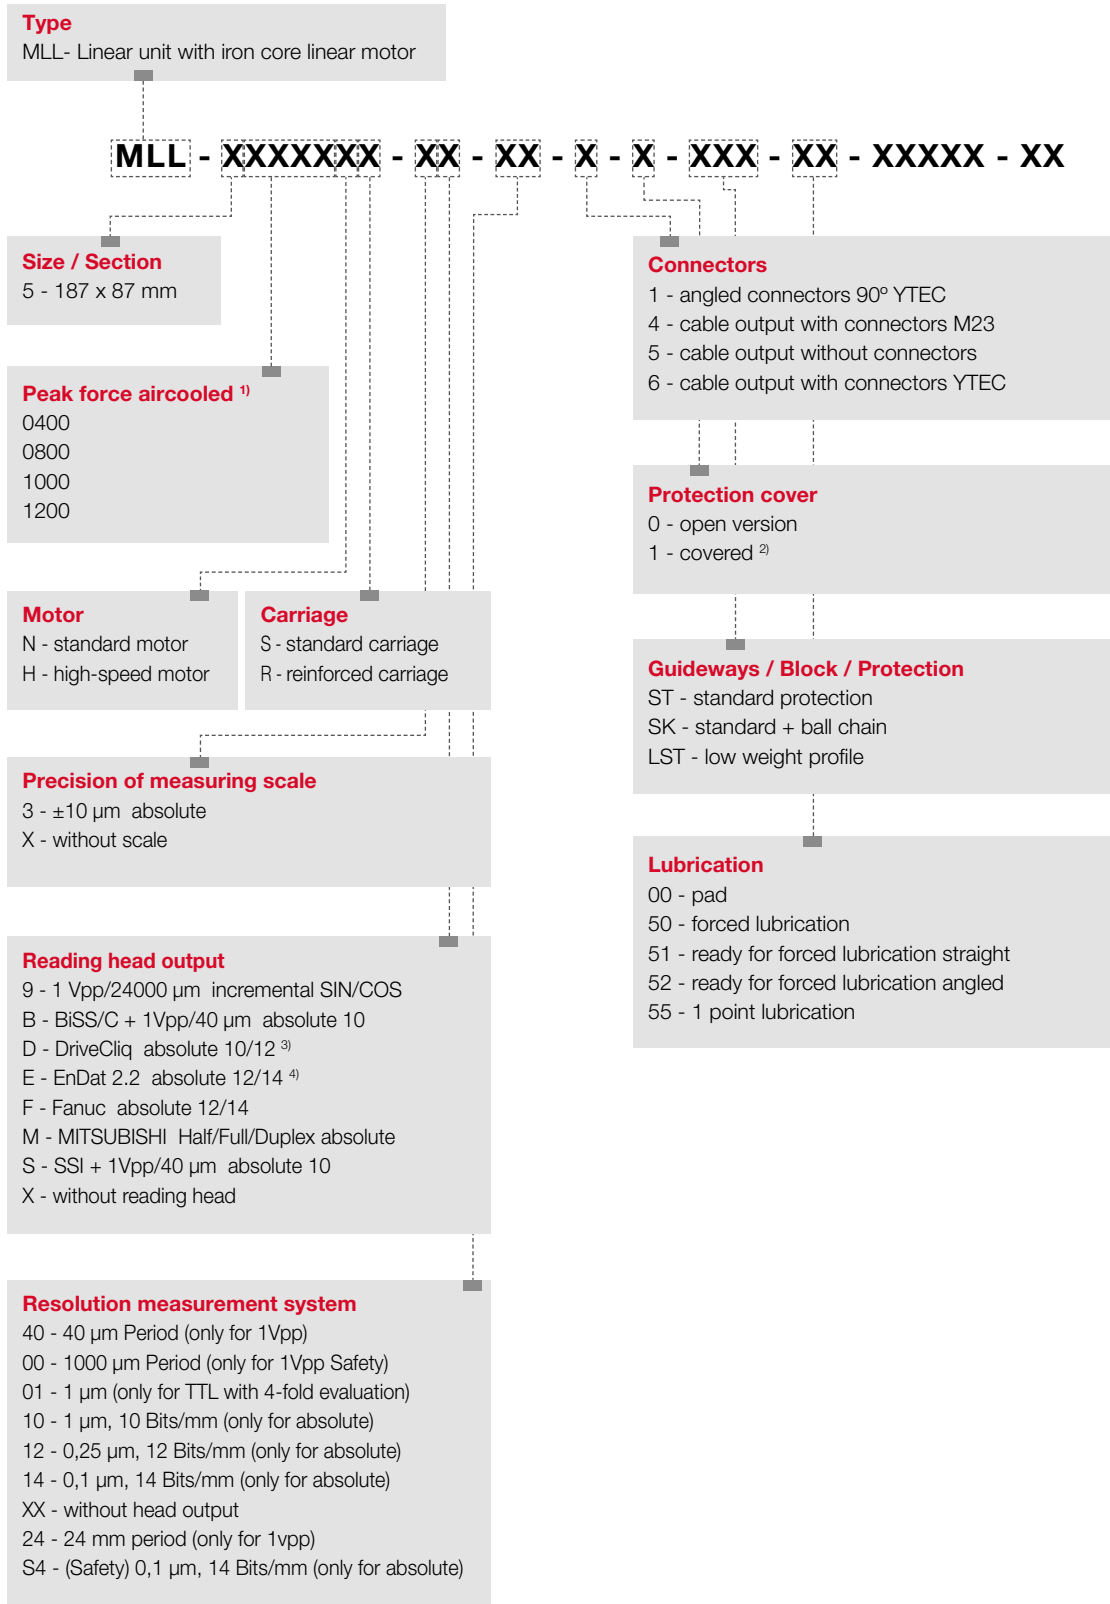 Type
MLL- Linear unit with iron core linear motor
MLL - XXXXXXX - XX - XX - X - X - XXX - XX - XXXXX - XX
Size / Section
5 - 187 x 87 mm
Peak force aircooled 1)
0400
0800
1000
1200
Motor
N - standard motor
H - high-speed motor
Carriage
S - standard carriage
R - reinforced carriage
Precision of measuring scale
3 - ±10 µm absolute
X - without scale
Reading head output
9 - 1 Vpp/24000 µm incremental SIN/COS
B - BiSS/C + 1Vpp/40 µm absolute 10
D - DriveCliq absolute 10/12 3)
E - EnDat 2.2 absolute 12/14 4)
F - Fanuc absolute 12/14
M - MITSUBISHI Half/Full/Duplex absolute
S - SSI + 1Vpp/40 µm absolute 10
X - without reading head
Resolution measurement system
40 - 40 µm Period (only for 1Vpp)
00 - 1000 µm Period (only for 1Vpp Safety)
01 - 1 µm (only for TTL with 4-fold evaluation)
10 - 1 µm, 10 Bits/mm (only for absolute)
12 - 0,25 µm, 12 Bits/mm (only for absolute)
14 - 0,1 µm, 14 Bits/mm (only for absolute)
XX - without head output
24 - 24 mm period (only for 1vpp)
S4 - (Safety) 0,1 µm, 14 Bits/mm (only for absolute)
Connectors
1 - angled connectors 90º YTEC
4 - cable output with connectors M23
5 - cable output without connectors
6 - cable output with connectors YTEC
Protection cover
0 - open version
1 - covered 2)
Guideways / Block / Protection
ST - standard protection
SK - standard + ball chain
LST - low weight profile
Lubrication
00 - pad
50 - forced lubrication
51 - ready for forced lubrication straight
52 - ready for forced lubrication angled
55 - 1 point lubrication